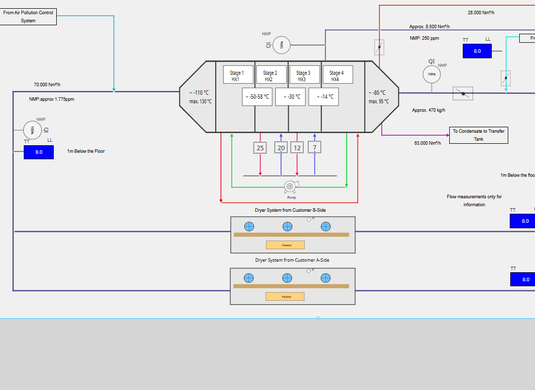 From Air Pollution Control
System
28.000 Nm³/h
Approx. 8.500 Nm³/h
NMP: 250 ppm
TT
LL
8.0
NMP
QI
QI
NMP
70.000 Nm³/h
NMP:approx 1.775ppm
~ -110 °C
max. 130 °C
Stage 1
HX1
Stage 2
HX2
Stage 3
HX3
Stage 4
HX4
~ -50-58 °C
~ -30 °C
~ -14 °C
~ -80 °C
max. 95 °C
NMP
TT
LL
8.0
1m Below the Floor
Approx. 470 kg/h
To Condensate to Transfer
Tank
63.000 Nm³/h
25
20
12
7
Pump
1m Below the floo
Flow measurements only for
information
Dryer System from Customer B-Side
TT
8.0
Dryer System from Customer A-Side
TT
8.0